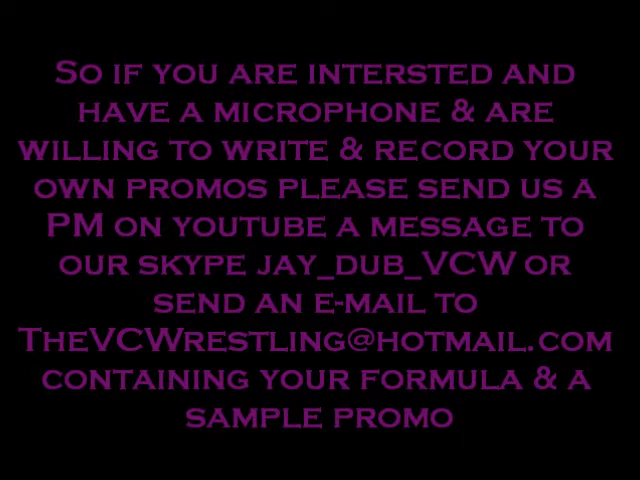 So if you are intersted and
have a microphone & are
willing to write & record your
own promos please send us a
PM on youtube a message to
our skype jay_dub_VCW or
send an e-mail to
TheVCWrestling@hotmail.com
containing your formula & a
sample promo